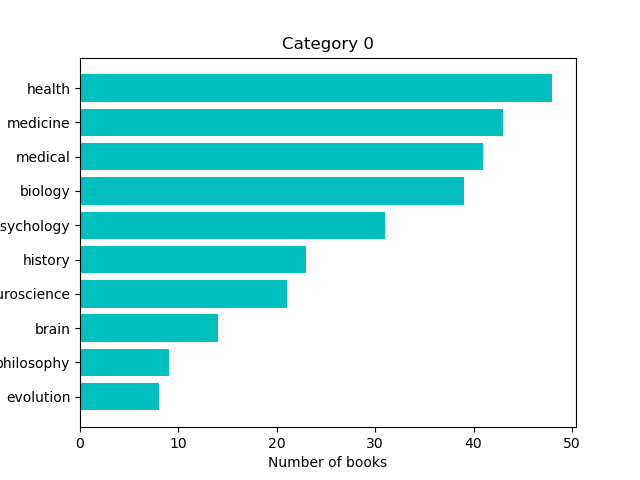 Category 0
health
medicine
medical
biology
sychology
history
uroscience
brain
philosophy
evolution
0 10 20 30 40 50
Number of books